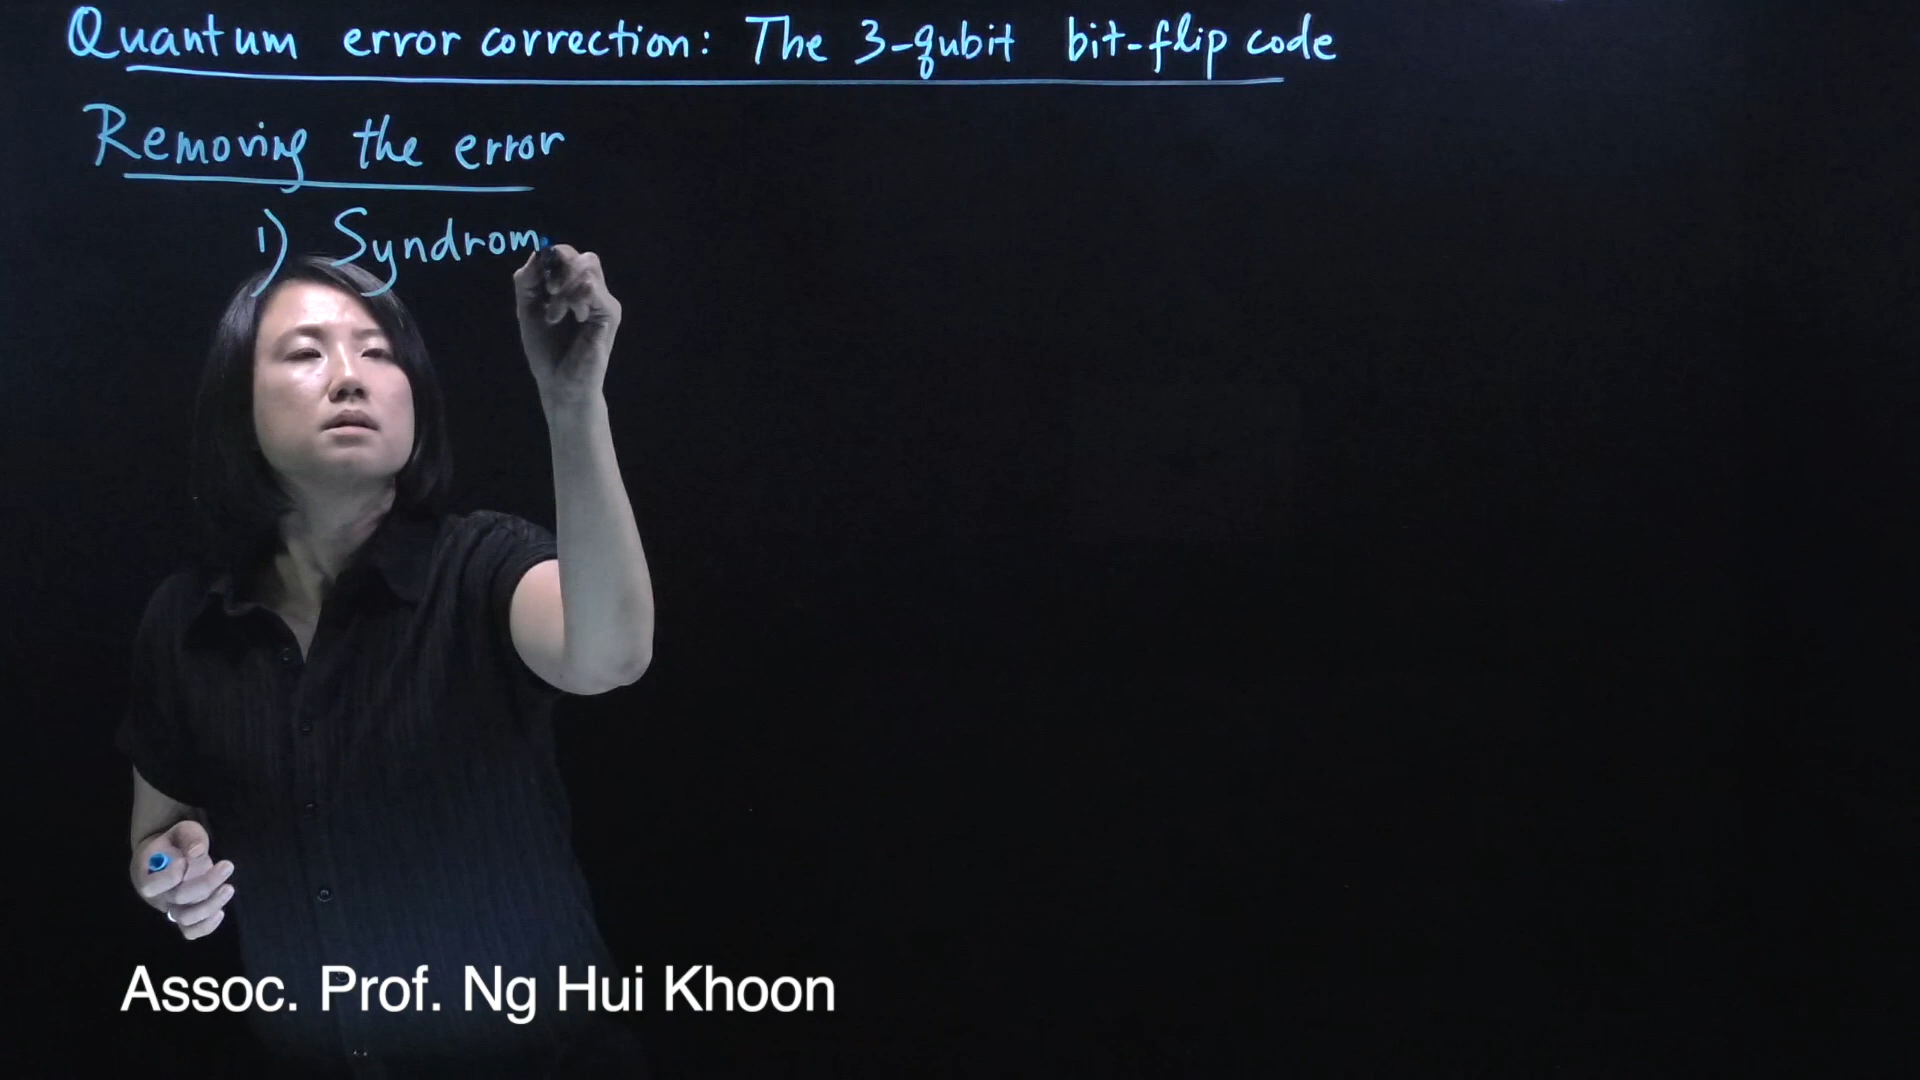 Quantum error correction: The 3-qubit bit-flip code
Removing the error
1) Syndrom
Assoc. Prof. Ng Hui Khoon